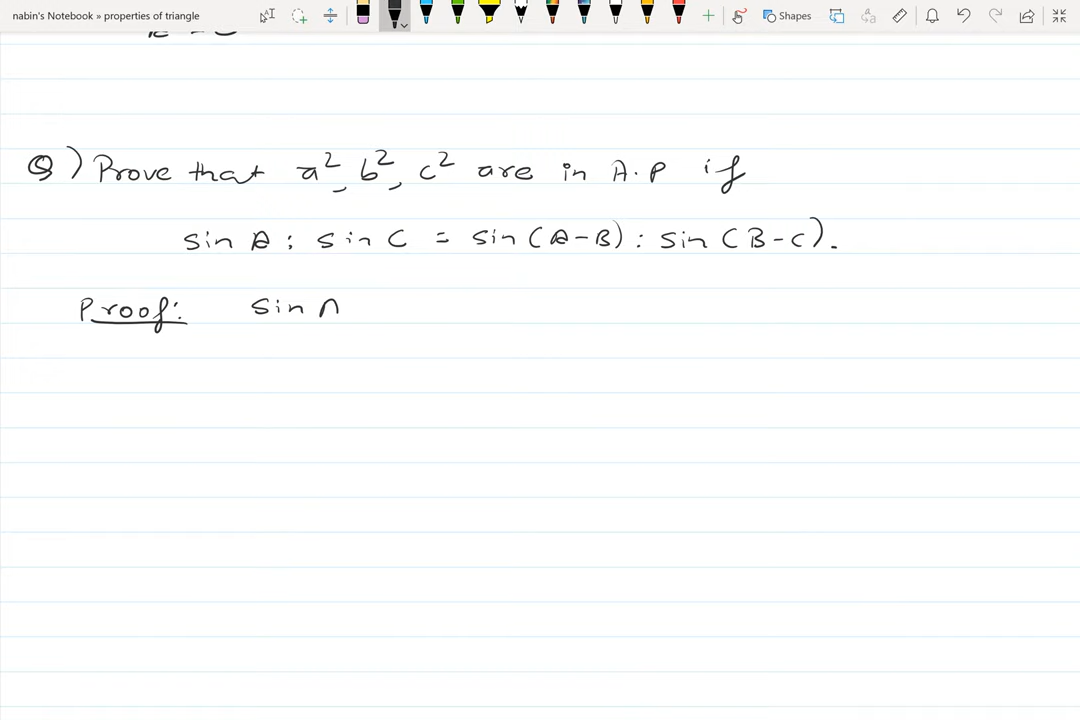 nabin's Notebook » properties of triangle
Shapes
Q) Prove that a², b², c² are in A.P if
sin A : sin C = sin(A-B) : sin(B-C).
Proof: sin A